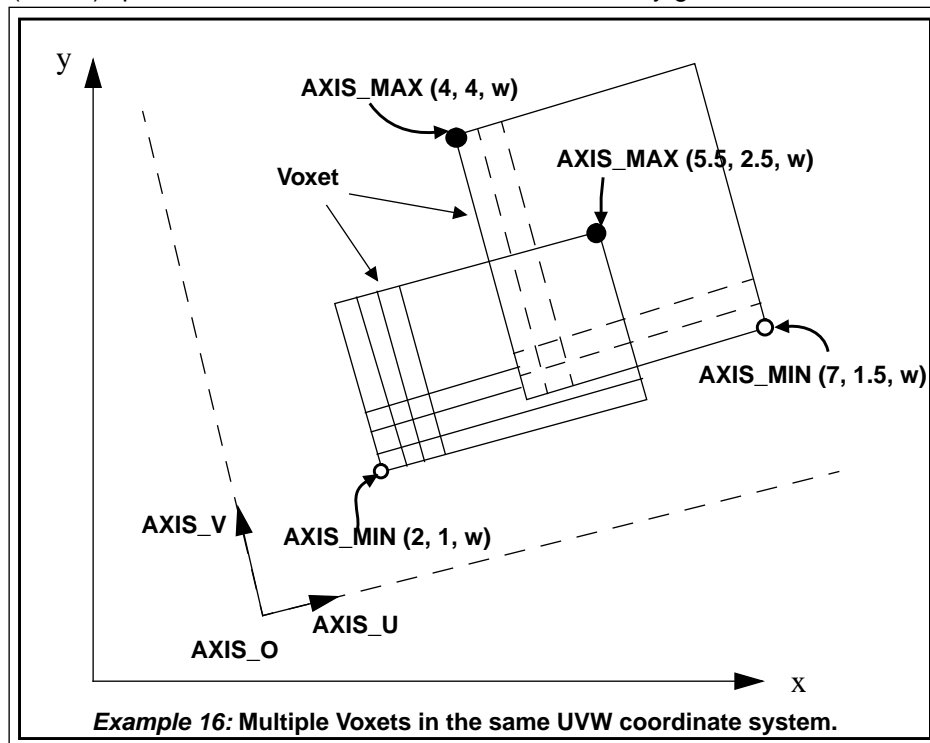 y
AXIS_MAX (4, 4, w)
AXIS_MAX (5.5, 2.5, w)
Voxet
AXIS_MIN (7, 1.5, w)
AXIS_V
AXIS_MIN (2, 1, w)
AXIS_U
AXIS_O
x
Example 16: Multiple Voxets in the same UVW coordinate system.